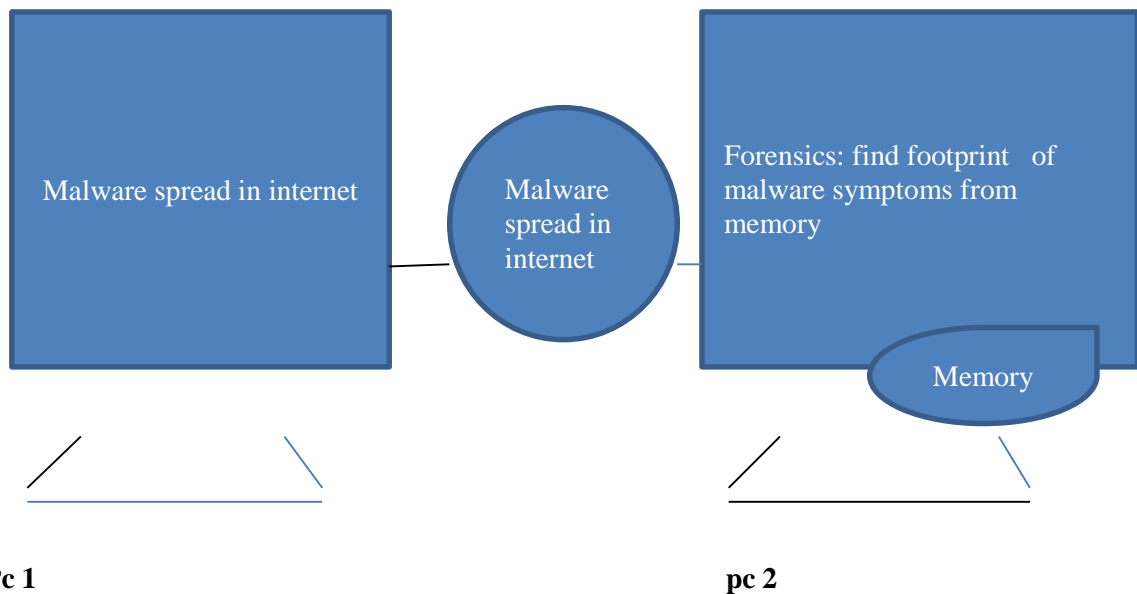 Malware spread in internet
Malware
spread in
internet
Forensics: find footprint of
malware symptoms from
memory
Memory
c 1
pc 2